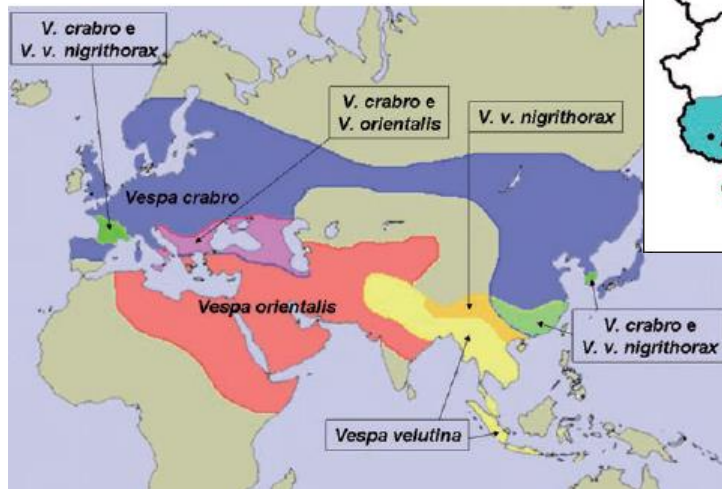 V. crabro e
V. v. nigrithorax
V. crabro e
V. orientalis
V. v. nigrithorax
Vespa crabro
Vespa orientalis
V. crabro e
V. v. nigrithorax
Vespa velutina